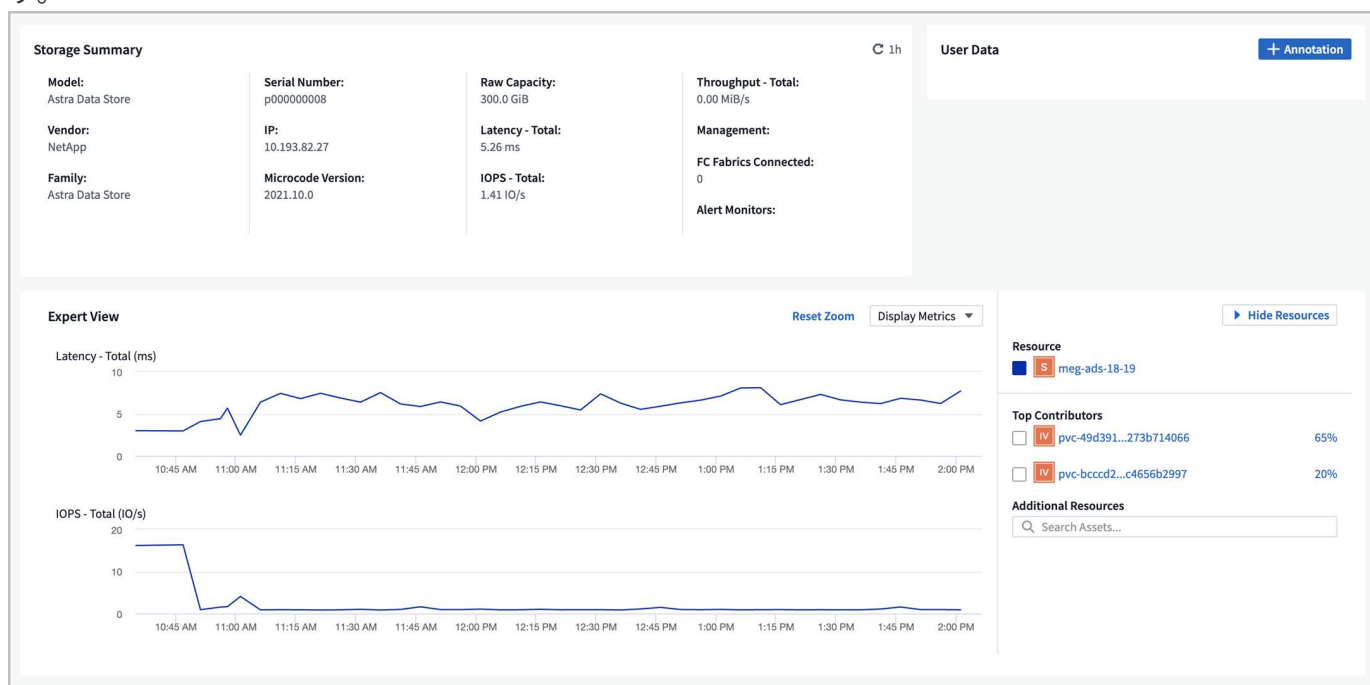 す。
Storage Summary
1h
Model:
Astra Data Store
Vendor:
NetApp
Family:
Astra Data Store
Serial Number:
p000000008
IP:
10.193.82.27
Microcode Version:
2021.10.0
Raw Capacity:
300.0 GiB
Latency - Total:
5.26 ms
IOPS - Total:
1.41 IO/s
Throughput - Total:
0.00 MiB/s
Management:
FC Fabrics Connected:
0
Alert Monitors:
User Data
+ Annotation
Expert View
Reset Zoom
Display Metrics
Latency - Total (ms)
10
5
0
10:45 AM 11:00 AM 11:15 AM 11:30 AM 11:45 AM 12:00 PM 12:15 PM 12:30 PM 12:45 PM 1:00 PM 1:15 PM 1:30 PM 1:45 PM 2:00 PM
IOPS - Total (IO/s)
20
10
0
10:45 AM 11:00 AM 11:15 AM 11:30 AM 11:45 AM 12:00 PM 12:15 PM 12:30 PM 12:45 PM 1:00 PM 1:15 PM 1:30 PM 1:45 PM 2:00 PM
Hide Resources
Resource
S meg-ads-18-19
Top Contributors
IV pvc-49d391...273b714066 65%
IV pvc-bcccd2...c4656b2997 20%
Additional Resources
Search Assets...